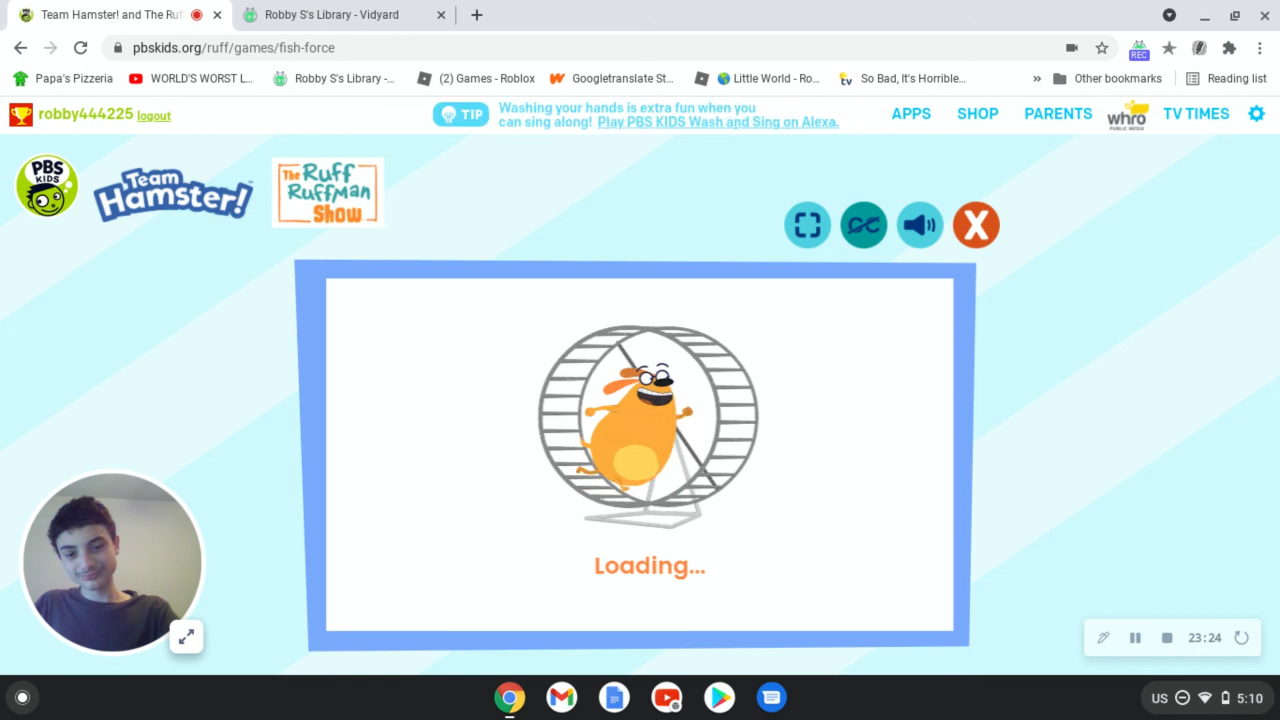 Team Hamster! and The Ruf
Robby S's Library - Vidyard
pbskids.org/ruff/games/fish-force
REC
Papa's Pizzeria
WORLD'S WORST L...
Robby S's Library -...
(2) Games - Roblox
Googletranslate St...
Little World - Ro...
tv
So Bad, It's Horrible...
»
Other bookmarks
Reading list
robby444225 logout
TIP
Washing your hands is extra fun when you
can sing along! Play PBS KIDS Wash and Sing on Alexa.
APPS
SHOP
PARENTS
whro
PUBLIC MEDIA
TV TIMES
PBS
KIDS
Team
Hamster!
The Ruff
Ruffman
Show
CC
X
Loading...
23:24
US
5:10